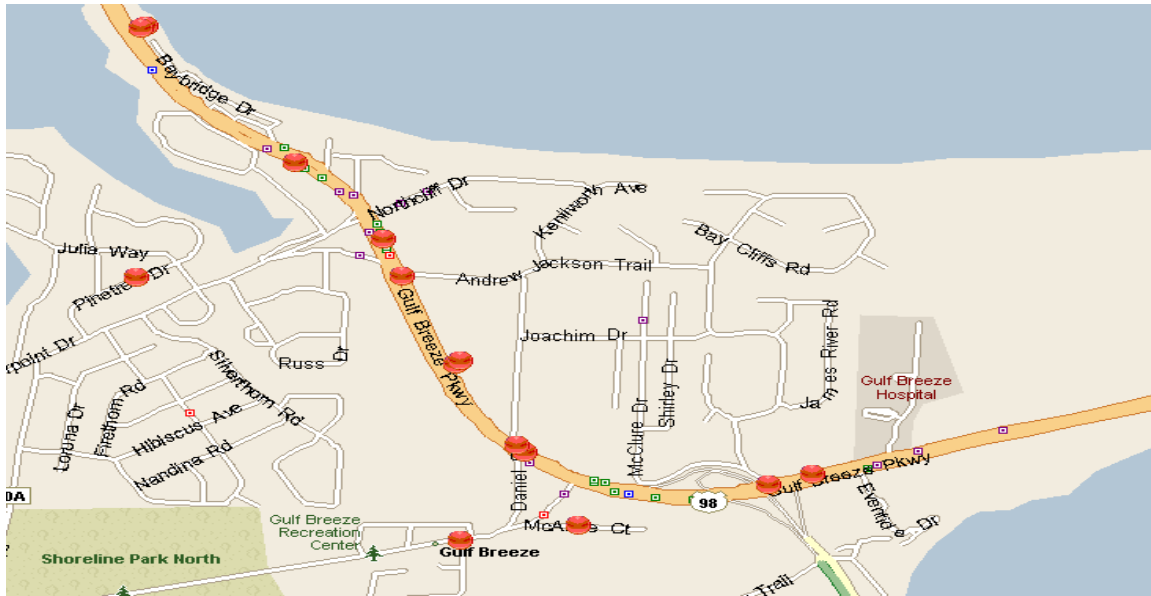 Baybridge Dr
Northcliff Dr
Kenilworth Ave
Julia Way
Bay Cliffs Rd
Andrew Jackson Trail
Gulf Breeze Pkwy
Joachim Dr
James River Rd
Russ Dr
Silverthorn Rd
Shirley Dr
McClure Dr
Gulf Breeze
Hospital
Firethorn Rd
Hibiscus Ave
Loruna Dr
Nandina Rd
Daniel
Gulf Breeze Pkwy
98
Eventide Dr
0A
Gulf Breeze
Recreation
Center
Ct
Gulf Breeze
Shoreline Park North
Trail